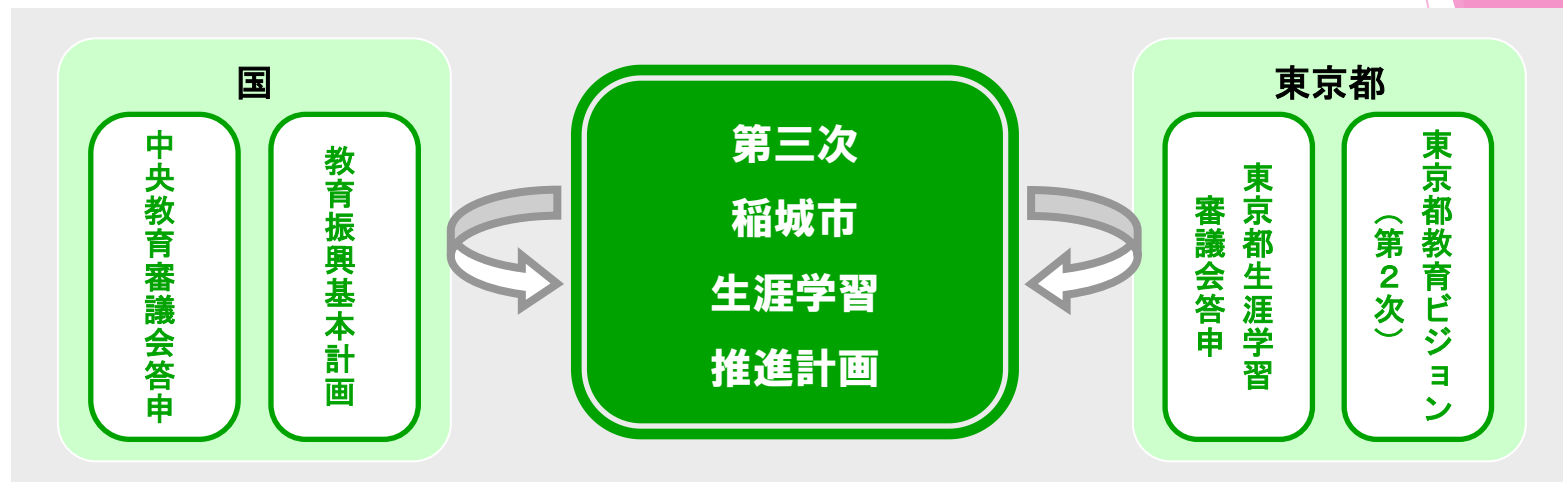 国
中央教育審議会答申
教育振興基本計画
第三次
稲城市
生涯学習
推進計画
東京都
東京都生涯学習
審議会答申
東京都教育ビジョン
（第２次）